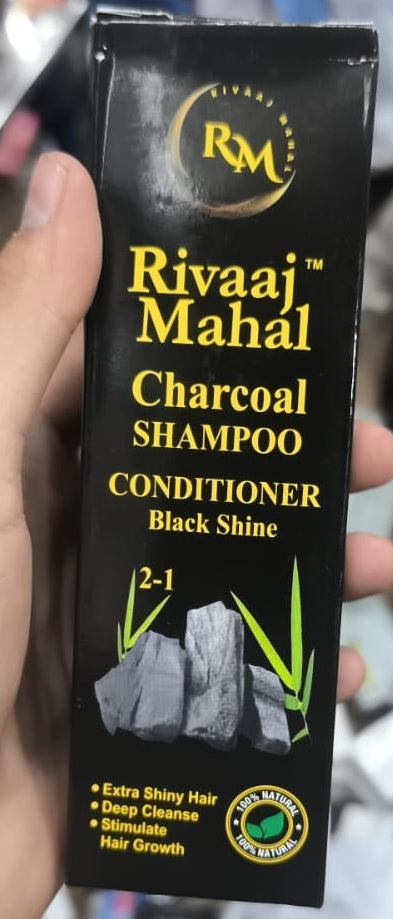 RIVAAJ MAHAL
RM
Rivaaj™
Mahal
Charcoal
SHAMPOO
CONDITIONER
Black Shine
2-1
• Extra Shiny Hair
• Deep Cleanse
• Stimulate
Hair Growth
100% NATURAL
100% NATURAL